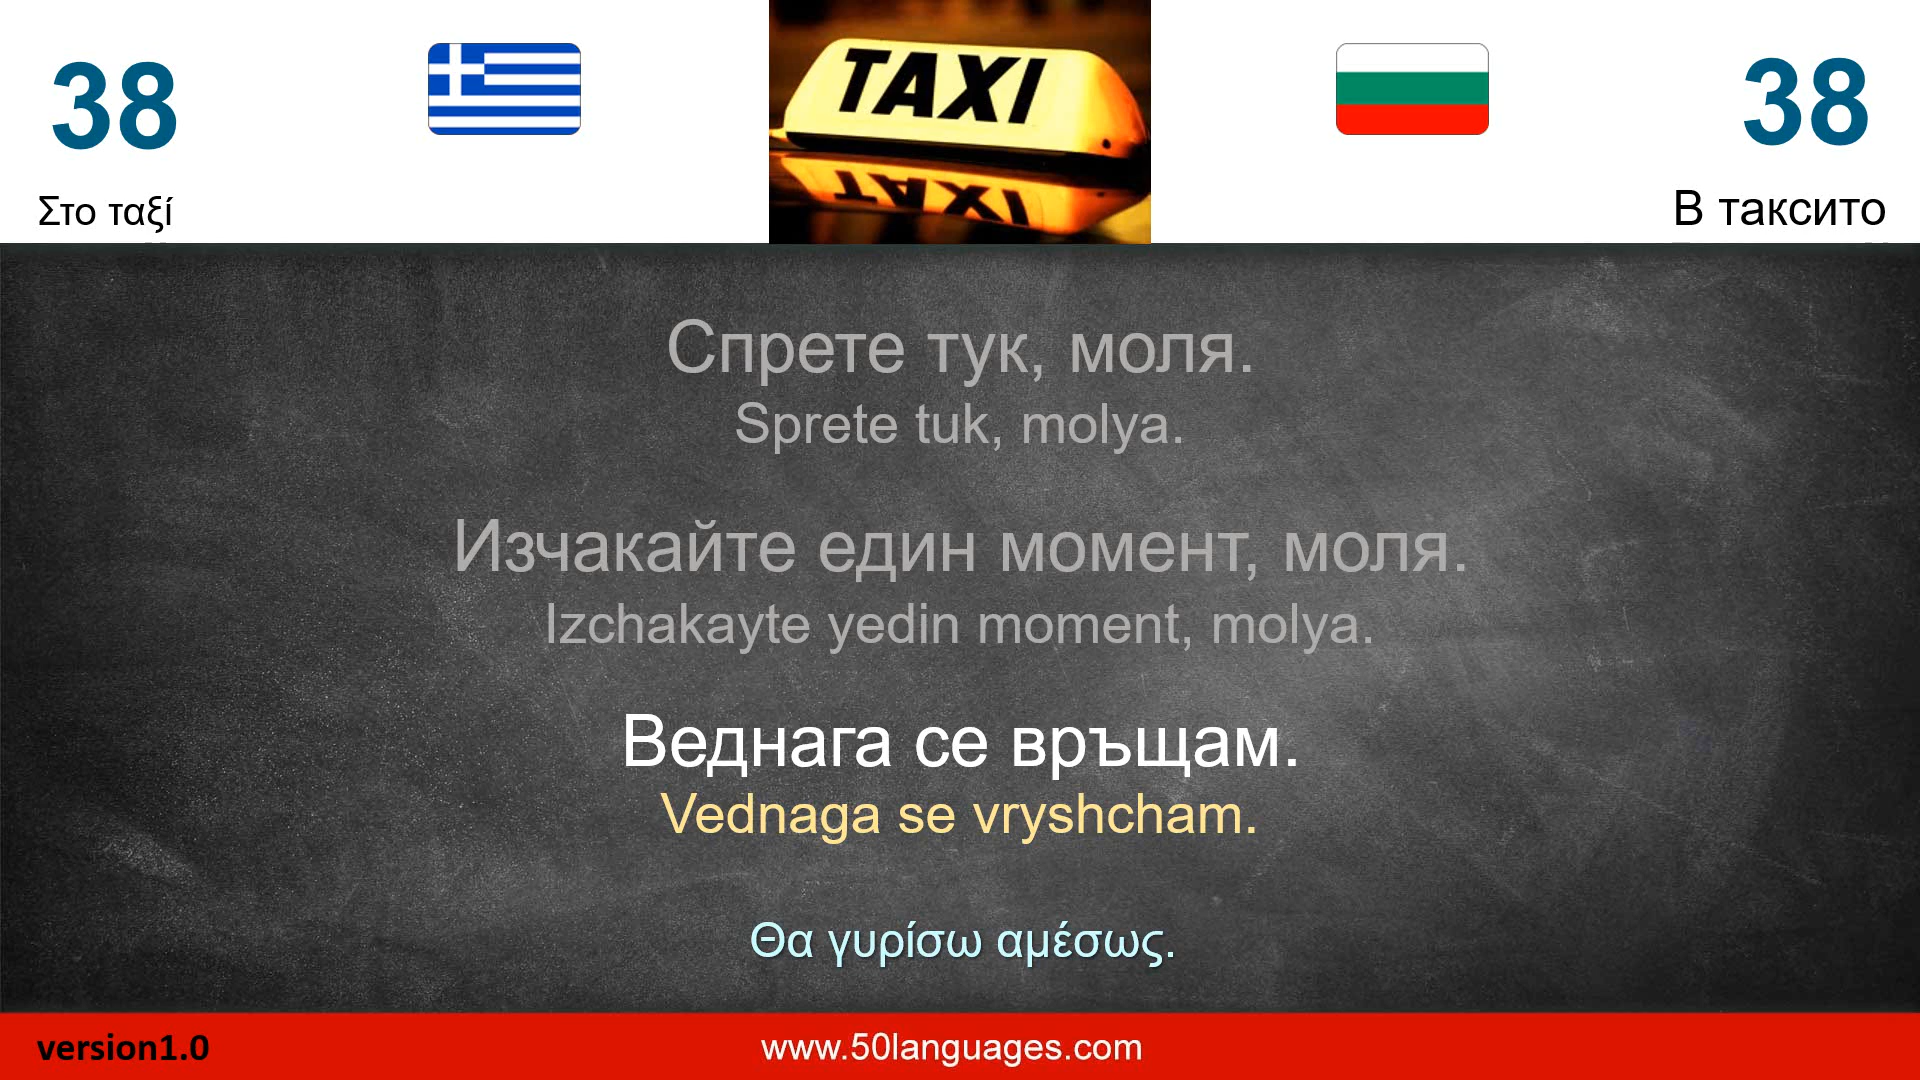 38
38
TAXI
Στο ταξί
В таксито
Спрете тук, моля.
Sprete tuk, molya.
Изчакайте един момент, моля.
Izchakayte yedin moment, molya.
Веднага се връщам.
Vednaga se vryshcham.
Θα γυρίσω αμέσως.
version1.0
www.50languages.com